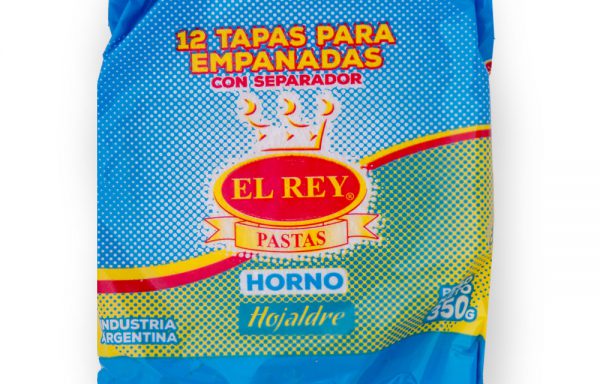 12 TAPAS PARA
EMPANADAS
CON SEPARADOR
EL REY®
PASTAS
HORNO
Hojaldre
INDUSTRIA
ARGENTINA
350G